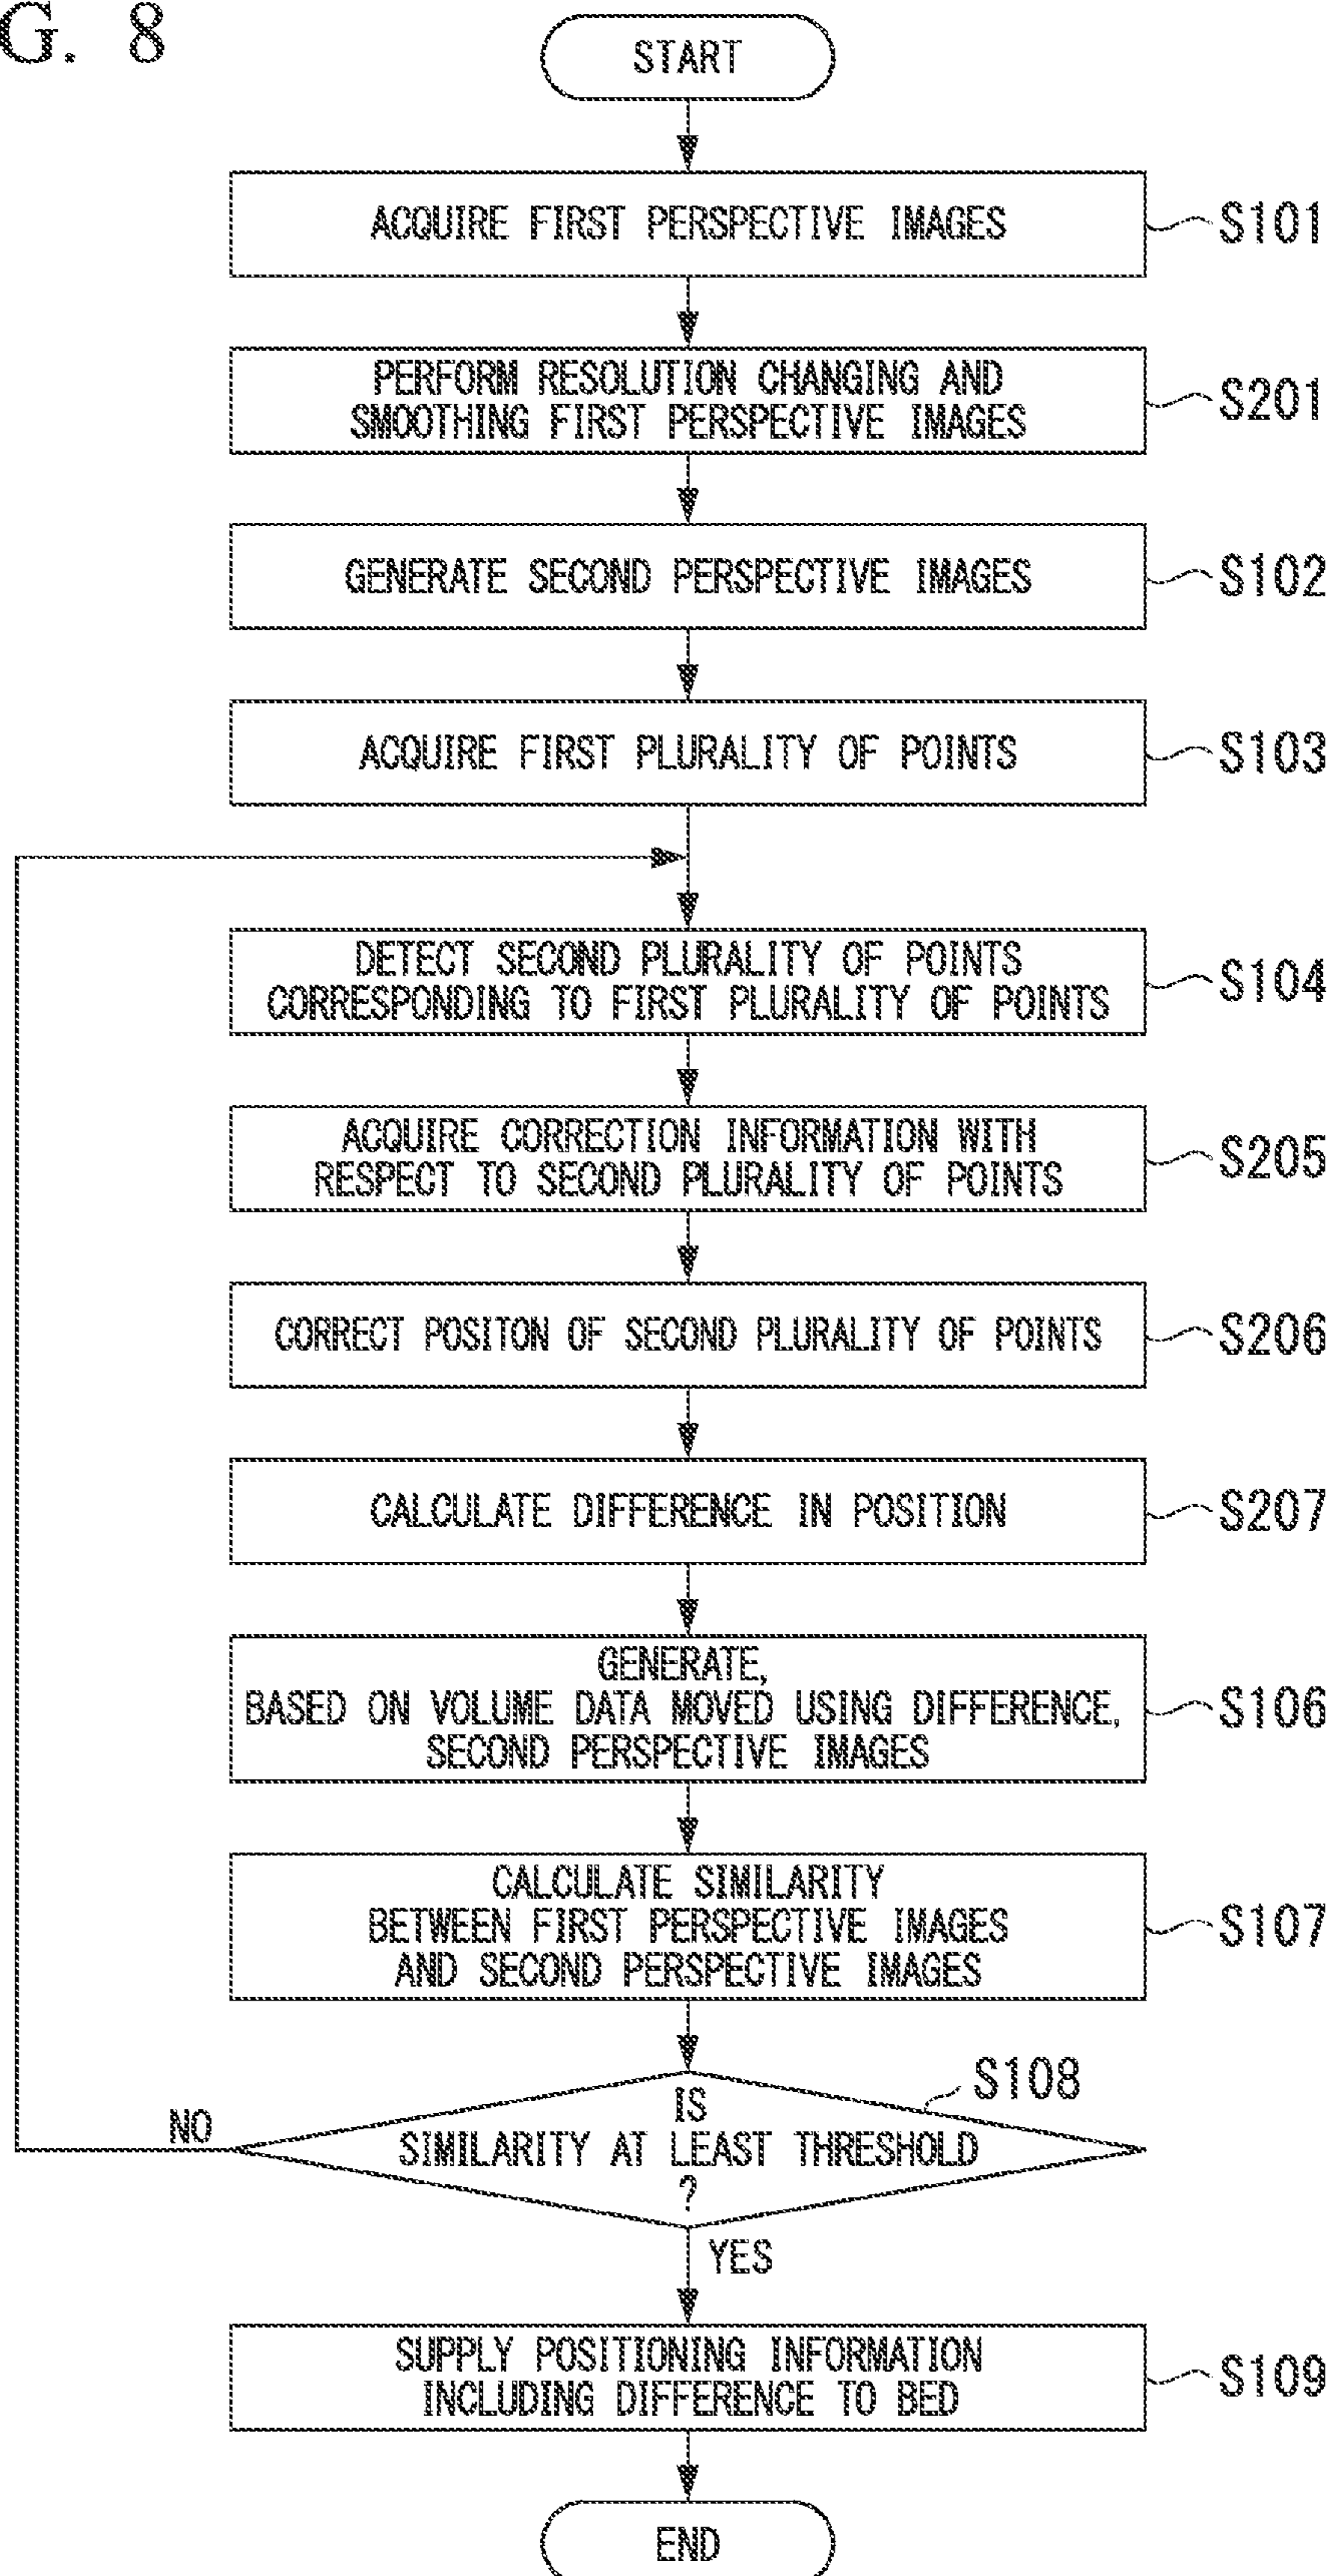 G. 8
START
ACQUIRE FIRST PERSPECTIVE IMAGES
S101
PERFORM RESOLUTION CHANGING AND
SMOOTHING FIRST PERSPECTIVE IMAGES
S201
GENERATE SECOND PERSPECTIVE IMAGES
S102
ACQUIRE FIRST PLURALITY OF POINTS
S103
DETECT SECOND PLURALITY OF POINTS
CORRESPONDING TO FIRST PLURALITY OF POINTS
S104
ACQUIRE CORRECTION INFORMATION WITH
RESPECT TO SECOND PLURALITY OF POINTS
S205
CORRECT POSITON OF SECOND PLURALITY OF POINTS
S206
CALCULATE DIFFERENCE IN POSITION
S207
GENERATE,
BASED ON VOLUME DATA MOVED USING DIFFERENCE,
SECOND PERSPECTIVE IMAGES
S106
CALCULATE SIMILARITY
BETWEEN FIRST PERSPECTIVE IMAGES
AND SECOND PERSPECTIVE IMAGES
S107
S108
IS
SIMILARITY AT LEAST THRESHOLD
?
NO
YES
SUPPLY POSITIONING INFORMATION
INCLUDING DIFFERENCE TO BED
S109
END